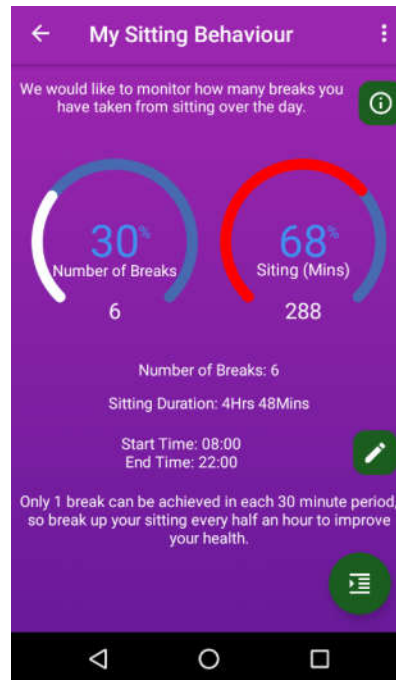 My Sitting Behaviour
We would like to monitor how many breaks you
have taken from sitting over the day.
30%
Number of Breaks
6
68%
Siting (Mins)
288
Number of Breaks: 6
Sitting Duration: 4Hrs 48Mins
Start Time: 08:00
End Time: 22:00
Only 1 break can be achieved in each 30 minute period,
so break up your sitting every half an hour to improve
your health.